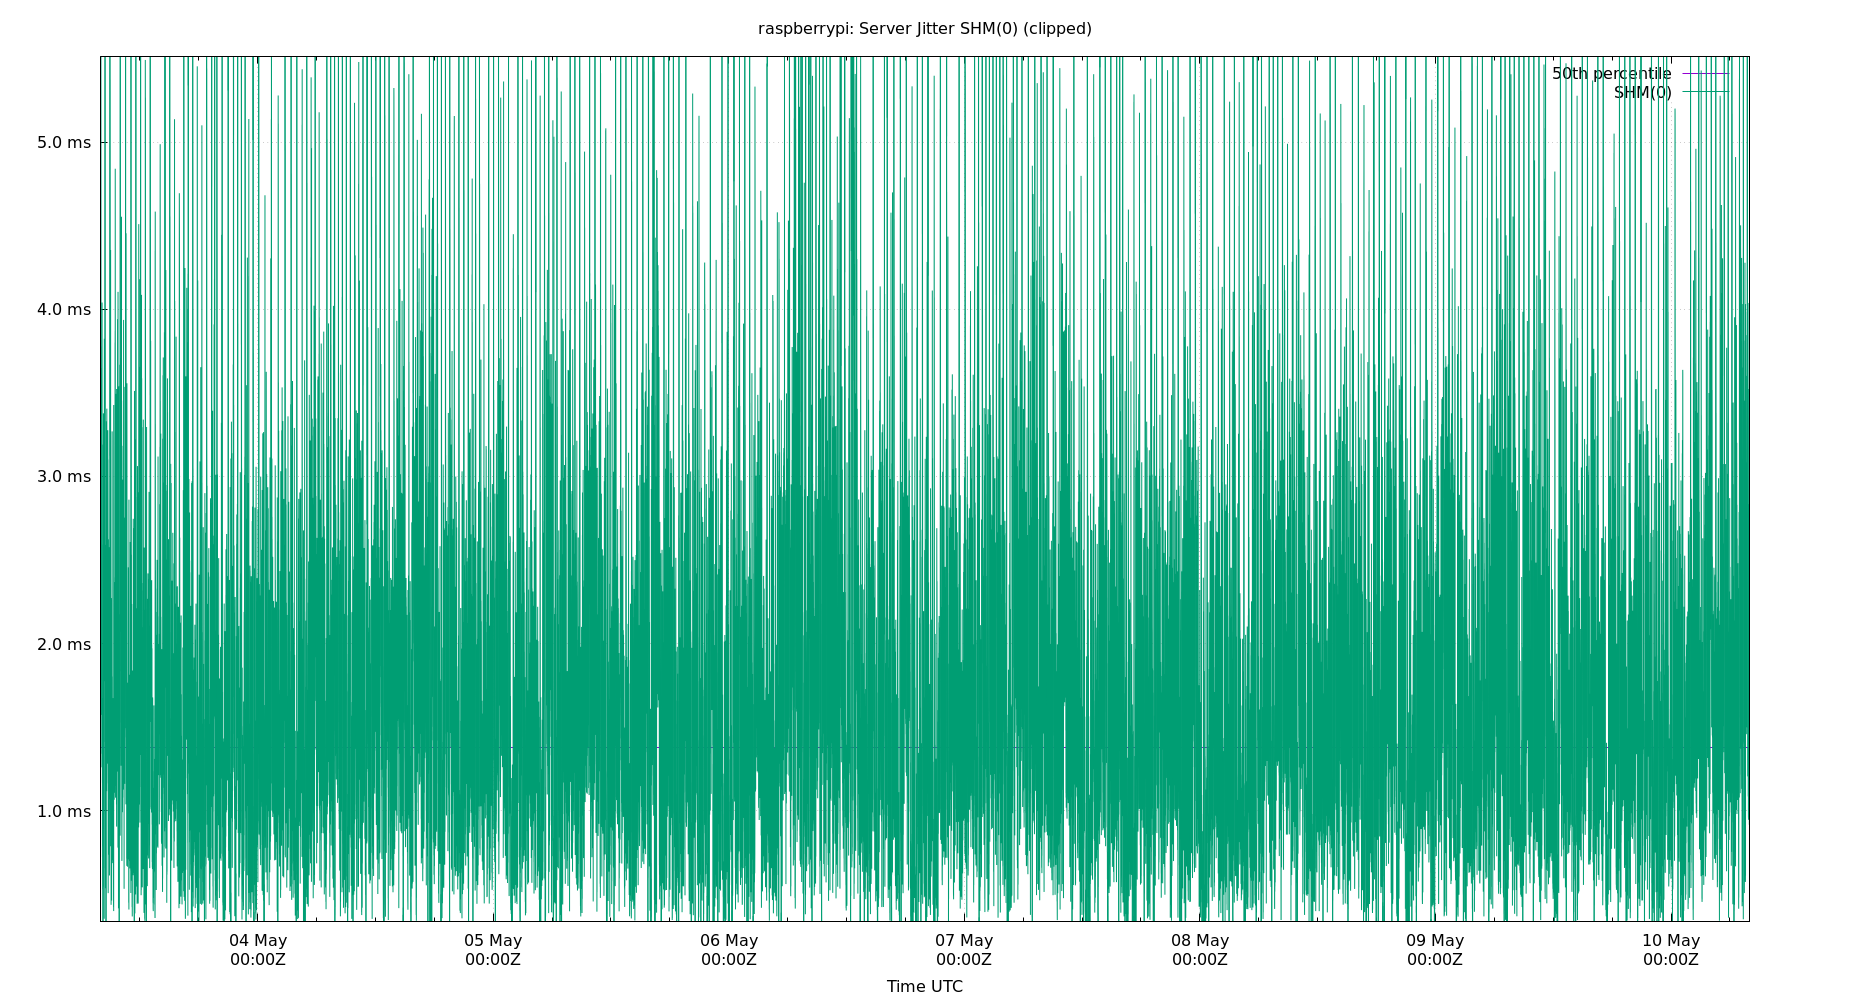 raspberrypi: Server Jitter SHM(0) (clipped)
50th percentile
SHM(0)
5.0 ms
4.0 ms
3.0 ms
2.0 ms
1.0 ms
04 May 05 May 06 May 07 May 08 May 09 May 10 May
00:00Z 00:00Z 00:00Z 00:00Z 00:00Z 00:00Z 00:00Z
Time UTC